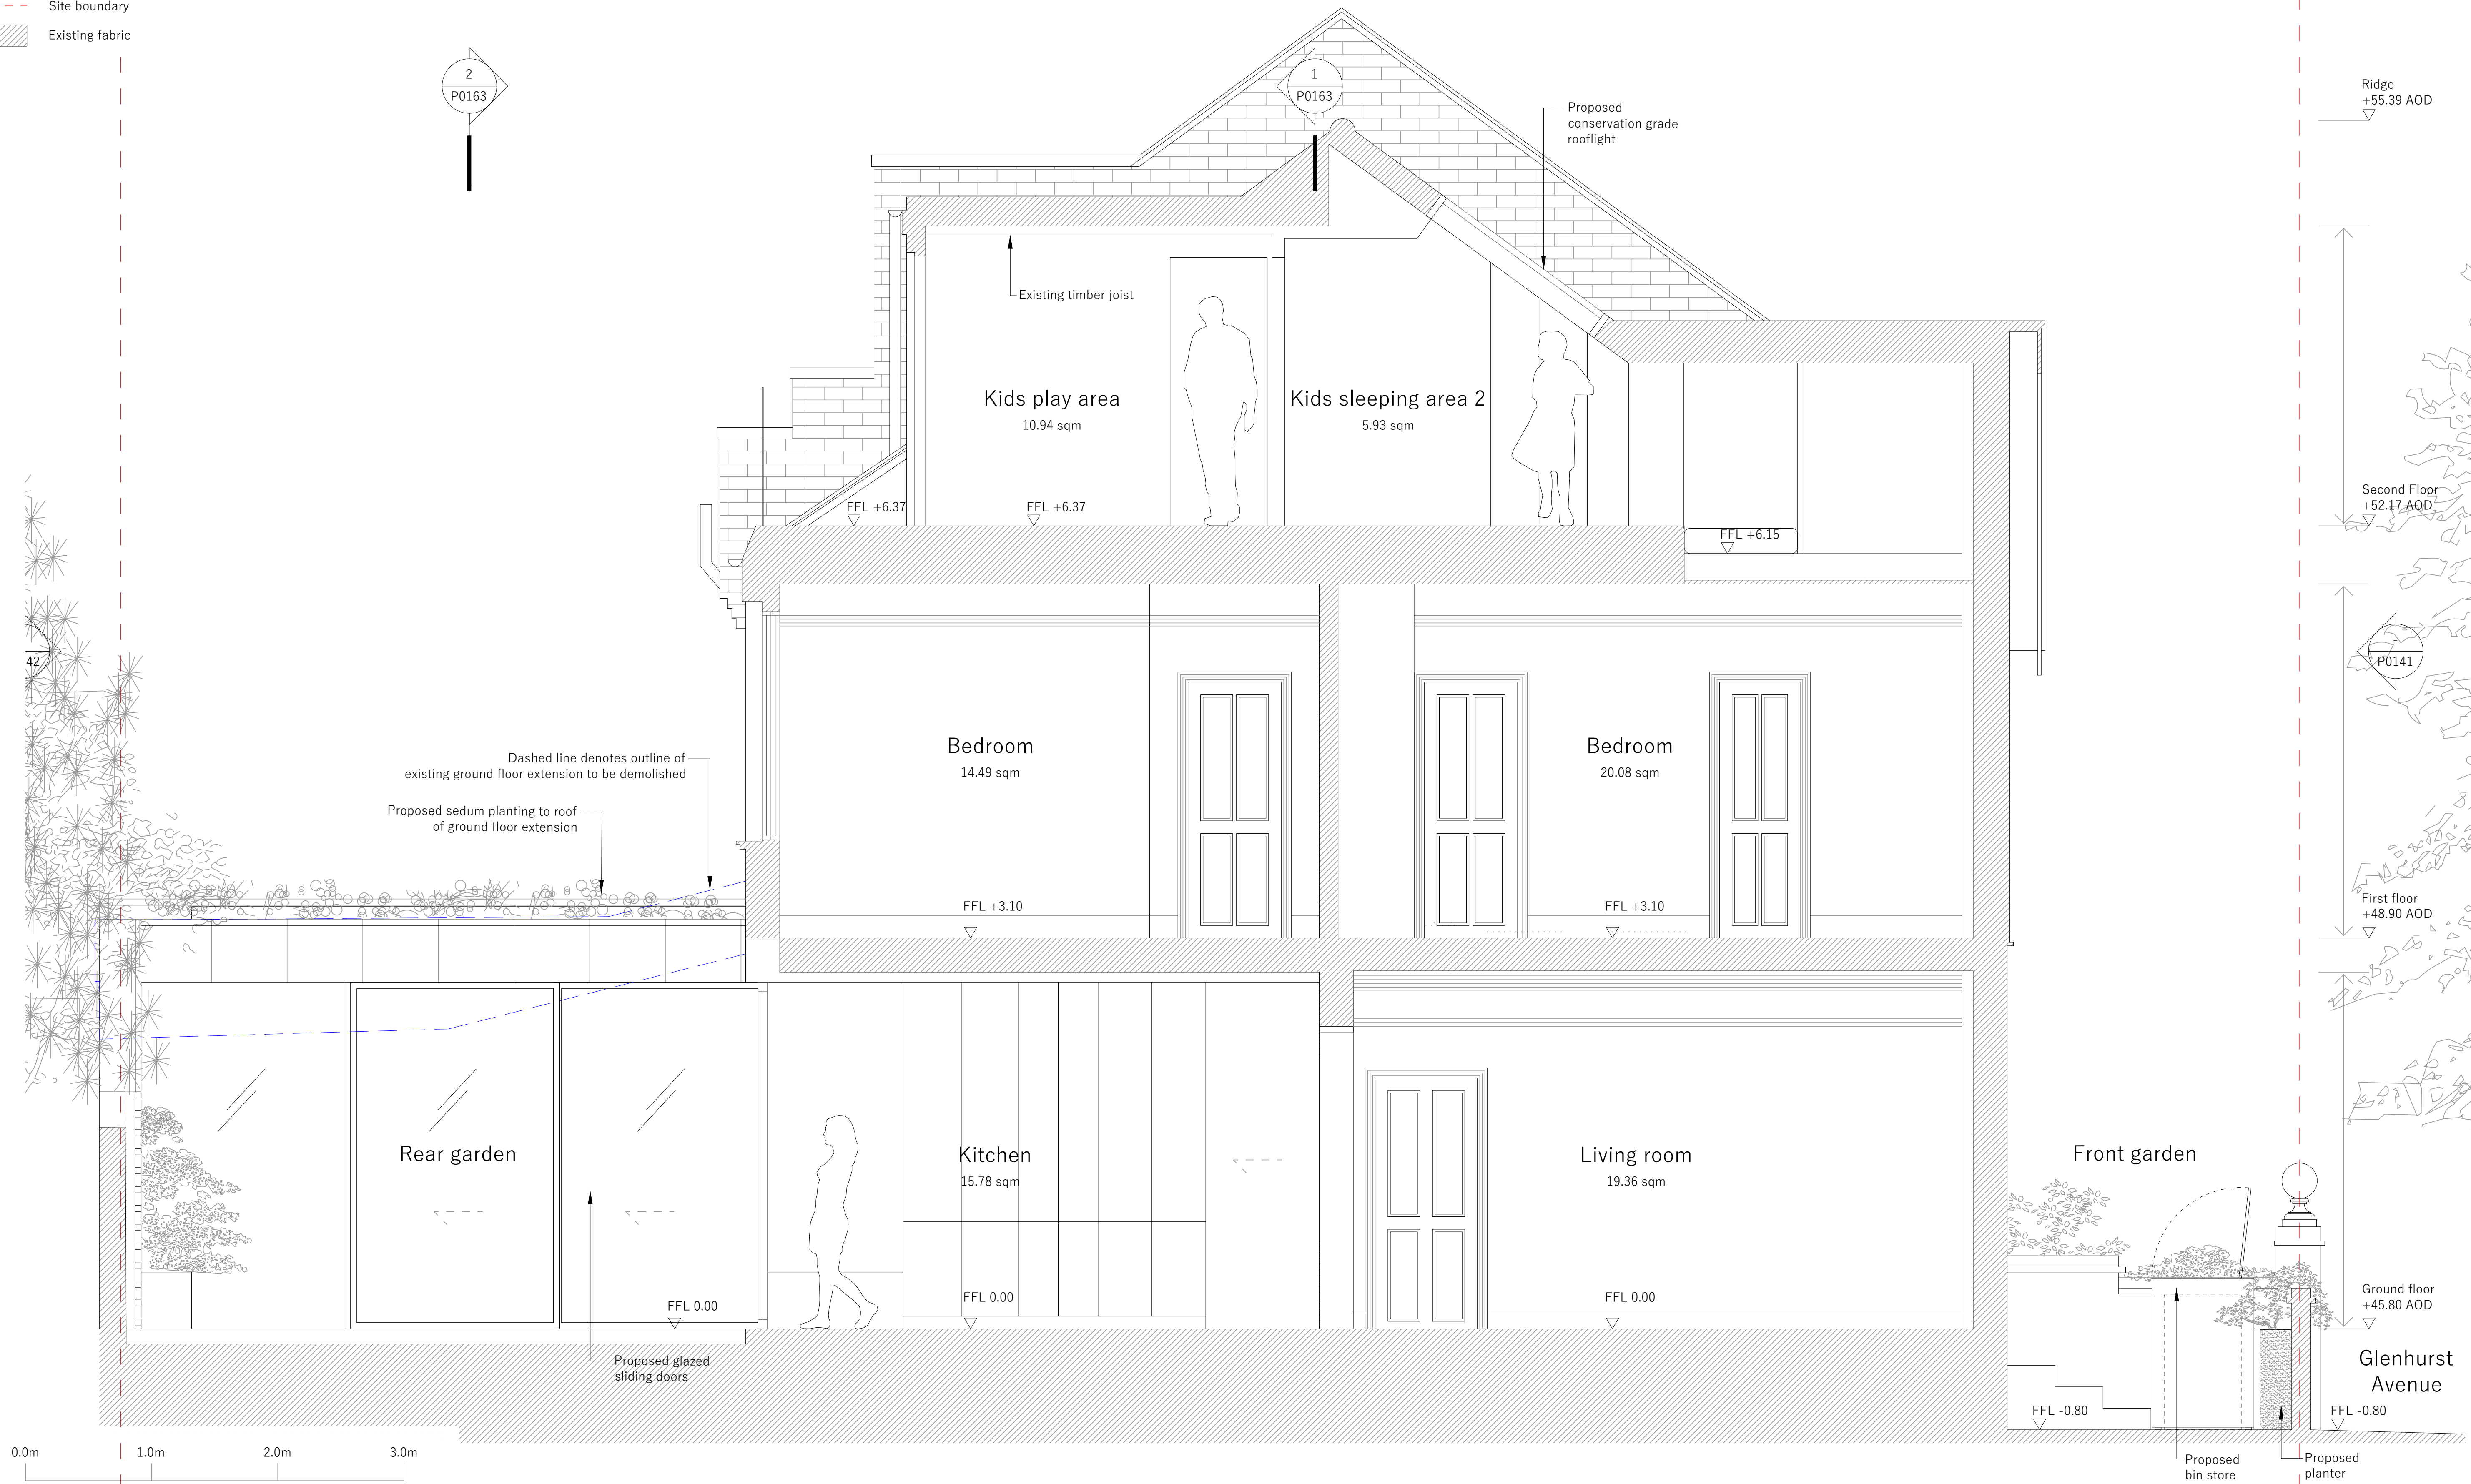 Site boundary
Existing fabric
2
P0163
1
P0163
Proposed
conservation grade
rooflight
Ridge
+55.39 AOD
Existing timber joist
Kids play area
10.94 sqm
Kids sleeping area 2
5.93 sqm
FFL +6.37
FFL +6.37
FFL +6.15
Second Floor
+52.17 AOD
42
-
P0141
Dashed line denotes outline of
existing ground floor extension to be demolished
Proposed sedum planting to roof
of ground floor extension
Bedroom
14.49 sqm
Bedroom
20.08 sqm
FFL +3.10
FFL +3.10
First floor
+48.90 AOD
Rear garden
Kitchen
15.78 sqm
Living room
19.36 sqm
Front garden
FFL 0.00
FFL 0.00
FFL 0.00
Ground floor
+45.80 AOD
Proposed glazed
sliding doors
Glenhurst
Avenue
FFL -0.80
FFL -0.80
0.0m
1.0m
2.0m
3.0m
Proposed
bin store
Proposed
planter